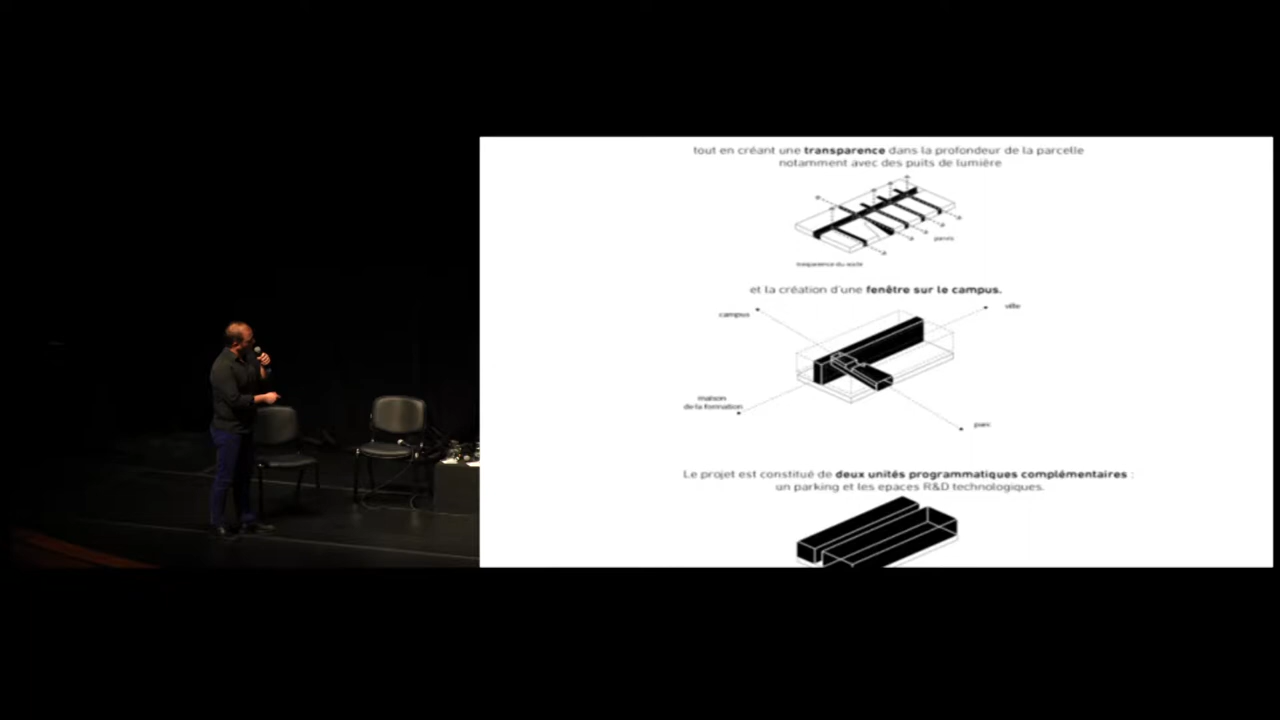 tout en créant une transparence dans la profondeur de la parcelle
notamment avec des puits de lumière
parvis
transparence du socle
et la création d'une fenêtre sur le campus.
campus
ville
maison
de la formation
parc
Le projet est constitué de deux unités programmatiques complémentaires :
un parking et les epaces R&D technologiques.